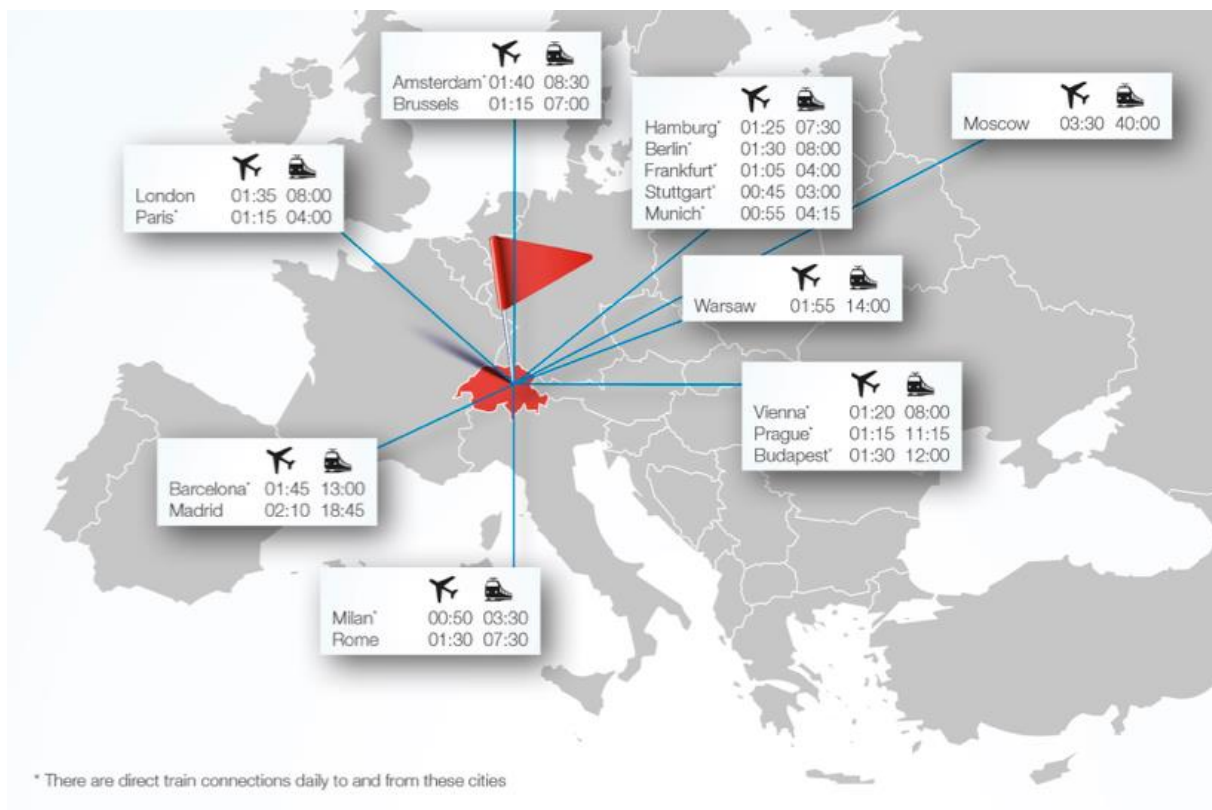 Amsterdam* 01:40 08:30
Brussels 01:15 07:00
Hamburg* 01:25 07:30
Berlin* 01:30 08:00
Frankfurt* 01:05 04:00
Stuttgart* 00:45 03:00
Munich* 00:55 04:15
Moscow 03:30 40:00
London 01:35 08:00
Paris* 01:15 04:00
Warsaw 01:55 14:00
Vienna* 01:20 08:00
Prague* 01:15 11:15
Budapest* 01:30 12:00
Barcelona* 01:45 13:00
Madrid 02:10 18:45
Milan* 00:50 03:30
Rome 01:30 07:30
* There are direct train connections daily to and from these cities